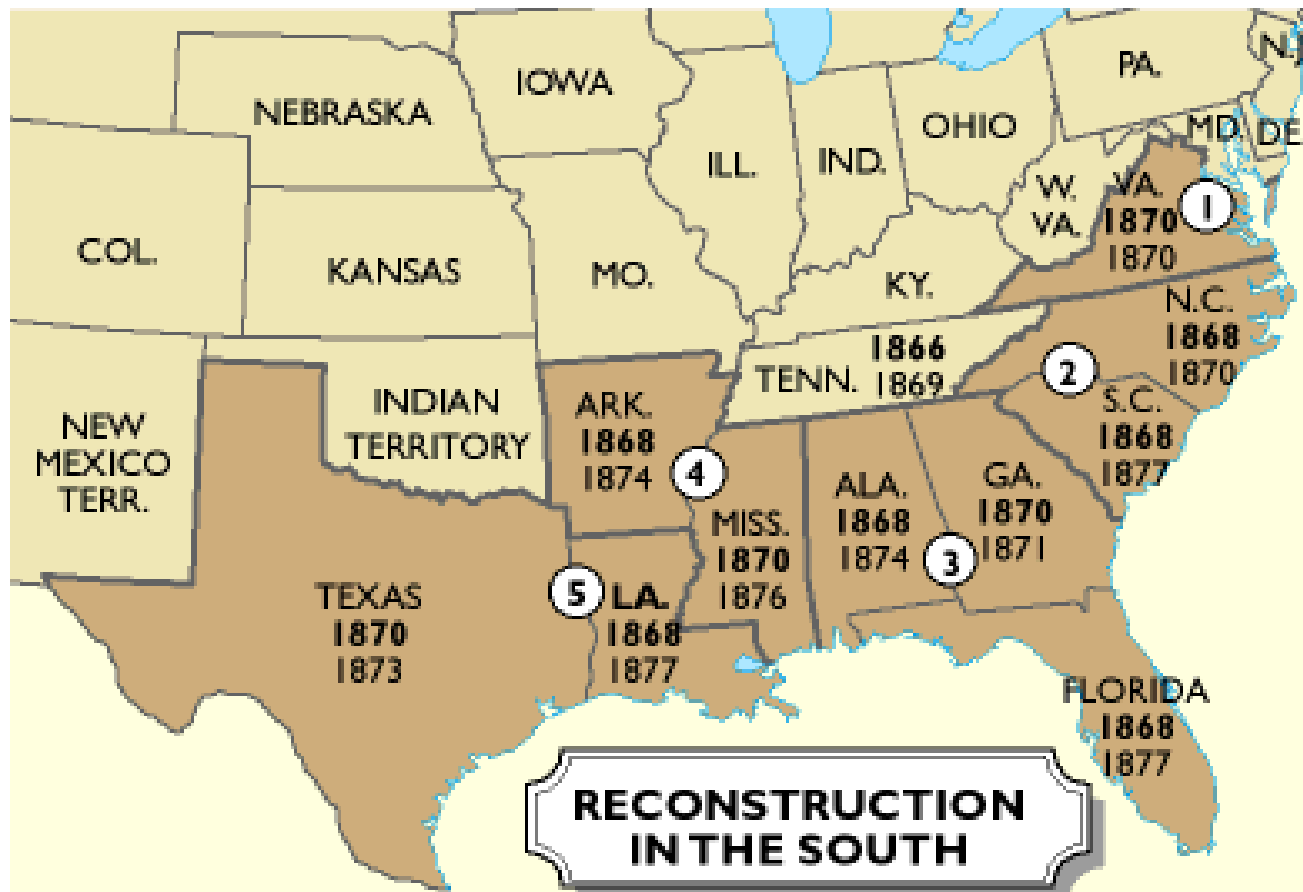 IOWA
NEBRASKA
PA.
N.J
OHIO
MD.
DE
ILL.
IND.
W.
VA.
VA.
1870
1870
1
COL.
KANSAS
MO.
KY.
N.C.
1868
1870
1866
TENN.
1869
2
INDIAN
TERRITORY
ARK.
1868
1874
S.C.
1868
1877
NEW
MEXICO
TERR.
4
ALA.
1868
1874
GA.
1870
1871
MISS.
1870
1876
3
TEXAS
1870
1873
5
LA.
1868
1877
FLORIDA
1868
1877
RECONSTRUCTION
IN THE SOUTH